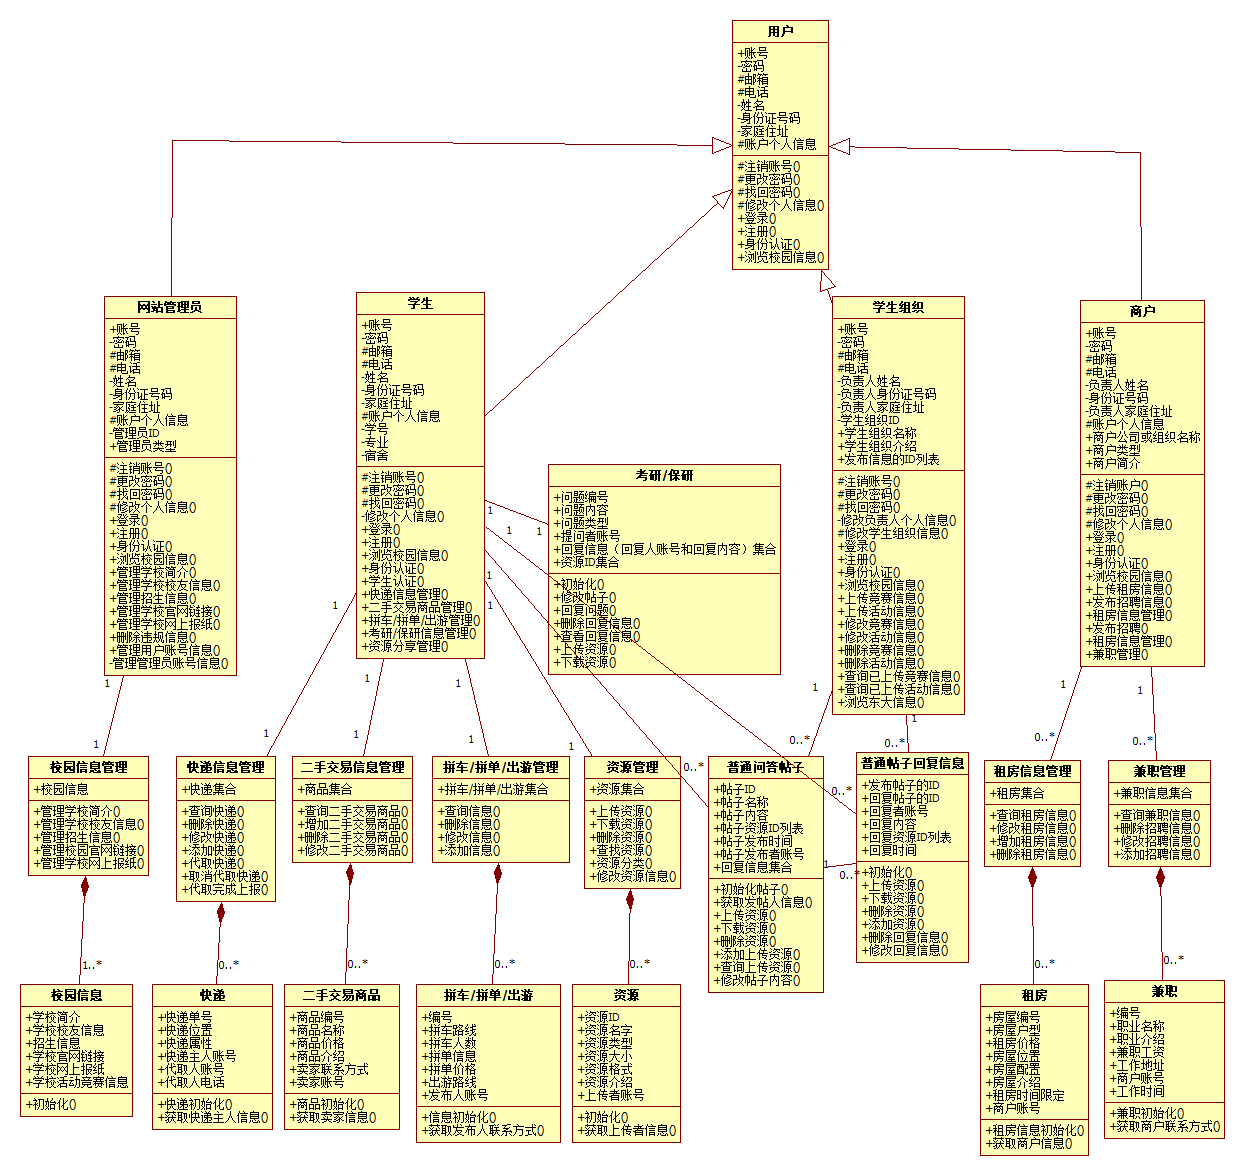 用户
+账号
-密码
#邮箱
#电话
-姓名
-身份证号码
-家庭住址
#账户个人信息
#注销账号()
#更改密码()
#找回密码()
#修改个人信息()
+登录()
+注册()
+身份认证()
+浏览校园信息()
网站管理员
+账号
-密码
#邮箱
#电话
-姓名
-身份证号码
-家庭住址
#账户个人信息
-管理员ID
+管理员类型
#注销账号()
#更改密码()
#找回密码()
#修改个人信息()
+登录()
+注册()
+身份认证()
+浏览校园信息()
+管理学校简介()
+管理学校校友信息()
+管理招生信息()
+管理学校官网链接()
+管理学校网上报纸()
+删除违规信息()
+管理用户账号信息()
-管理管理员账号信息()
学生
+账号
-密码
#邮箱
#电话
-姓名
-身份证号码
-家庭住址
#账户个人信息
-学号
-专业
-宿舍
#注销账号()
#更改密码()
#找回密码()
-修改个人信息()
+登录()
+注册()
+浏览校园信息()
+身份认证()
+学生认证()
+快递信息管理()
+二手交易商品管理()
+拼车/拼单/出游管理()
+考研/保研信息管理()
+资源分享管理()
考研/保研
+问题编号
+问题内容
+问题类型
+提问者账号
+回复信息（回复人账号和回复内容）集合
+资源ID集合
+初始化()
+修改帖子()
+回复问题()
+删除回复信息()
+查看回复信息()
+上传资源()
+下载资源()
学生组织
+账号
-密码
#邮箱
#电话
-负责人姓名
-负责人身份证号码
-负责人家庭住址
-学生组织ID
+学生组织名称
+学生组织介绍
+发布信息的ID列表
#注销账号()
#更改密码()
#找回密码()
-修改负责人个人信息()
#修改学生组织信息()
+登录()
+注册()
+身份认证()
+浏览校园信息()
+上传竞赛信息()
+上传活动信息()
+修改竞赛信息()
+修改活动信息()
+删除竞赛信息()
+删除活动信息()
+查询已上传竞赛信息()
+查询已上传活动信息()
+浏览东大信息()
商户
+账号
-密码
#邮箱
#电话
-负责人姓名
-身份证号码
-负责人家庭住址
#账户个人信息
+商户公司或组织名称
+商户类型
+商户简介
#注销账户()
#更改密码()
#找回密码()
#修改个人信息()
+登录()
+注册()
+身份认证()
+浏览校园信息()
+上传租房信息()
+发布招聘信息()
+租房信息管理()
+发布招聘()
+租房信息管理()
+兼职管理()
1
1
1
1
1
1
1
1
1
1
1
1
1
0..*
0..*
1
0..*
1
0..*
1
0..*
1
0..*
1
0..*
校园信息管理
+校园信息
+管理学校简介()
+管理学校校友信息()
+管理招生信息()
+管理校园官网链接()
+管理学校网上报纸()
快递信息管理
+快递集合
+查询快递()
+删除快递()
+修改快递()
+添加快递()
+代取快递()
+取消代取快递()
+代取完成上报()
二手交易信息管理
+商品集合
+查询二手交易商品()
+增加二手交易商品()
+删除二手交易商品()
+修改二手交易商品()
拼车/拼单/出游管理
+拼车/拼单/出游集合
+查询信息()
+删除信息()
+修改信息()
+添加信息()
资源管理
+资源集合
+上传资源()
+下载资源()
+删除资源()
+查找资源()
+资源分类()
+修改资源信息()
普通问答帖子
+帖子ID
+帖子名称
+帖子内容
+帖子资源ID列表
+帖子发布时间
+帖子发布者账号
+回复信息集合
+初始化帖子()
+获取发帖人信息()
+上传资源()
+下载资源()
+删除资源()
+添加上传资源()
+查询上传资源()
+修改帖子内容()
普通帖子回复信息
+发布帖子的ID
+回复帖子的ID
+回复者账号
+回复内容
+回复资源ID列表
+回复时间
+初始化()
+上传资源()
+下载资源()
+删除资源()
+添加资源()
+删除回复信息()
+修改回复信息()
租房信息管理
+租房集合
+查询租房信息()
+修改租房信息()
+增加租房信息()
+删除租房信息()
兼职管理
+兼职信息集合
+查询兼职信息()
+删除招聘信息()
+修改招聘信息()
+添加招聘信息()
1..*
0..*
0..*
0..*
0..*
0..*
0..*
校园信息
+学校简介
+学校校友信息
+招生信息
+学校官网链接
+学校网上报纸
+学校活动竞赛信息
+初始化()
快递
+快递单号
+快递位置
+快递属性
+快递主人账号
+代取人账号
+代取人电话
+快递初始化()
+获取快递主人信息()
二手交易商品
+商品编号
+商品名称
+商品价格
+商品介绍
+卖家联系方式
+卖家账号
+商品初始化()
+获取卖家信息()
拼车/拼单/出游
+编号
+拼车路线
+拼车人数
+拼单信息
+拼单价格
+出游路线
+发布人账号
+信息初始化()
+获取发布人联系方式()
资源
+资源ID
+资源名字
+资源类型
+资源大小
+资源格式
+资源介绍
+上传者账号
+初始化()
+获取上传者信息()
租房
+房屋编号
+房屋户型
+租房价格
+房屋位置
+房屋配置
+房屋介绍
+租房时间限定
+商户账号
+租房信息初始化()
+获取商户信息()
兼职
+编号
+职业名称
+职业介绍
+兼职工资
+工作地址
+商户账号
+工作时间
+兼职初始化()
+获取商户联系方式()